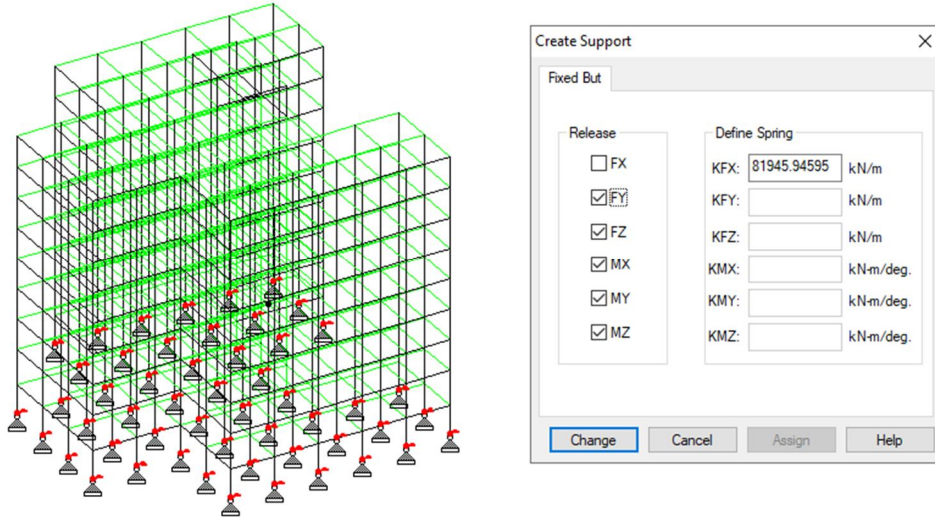 Create Support
Fixed But
Release
FX
FY
FZ
MX
MY
MZ
Define Spring
KFX: 81945.94595 kN/m
KFY: kN/m
KFZ: kN/m
KMX: kN-m/deg.
KMY: kN-m/deg.
KMZ: kN-m/deg.
Change Cancel Assign Help